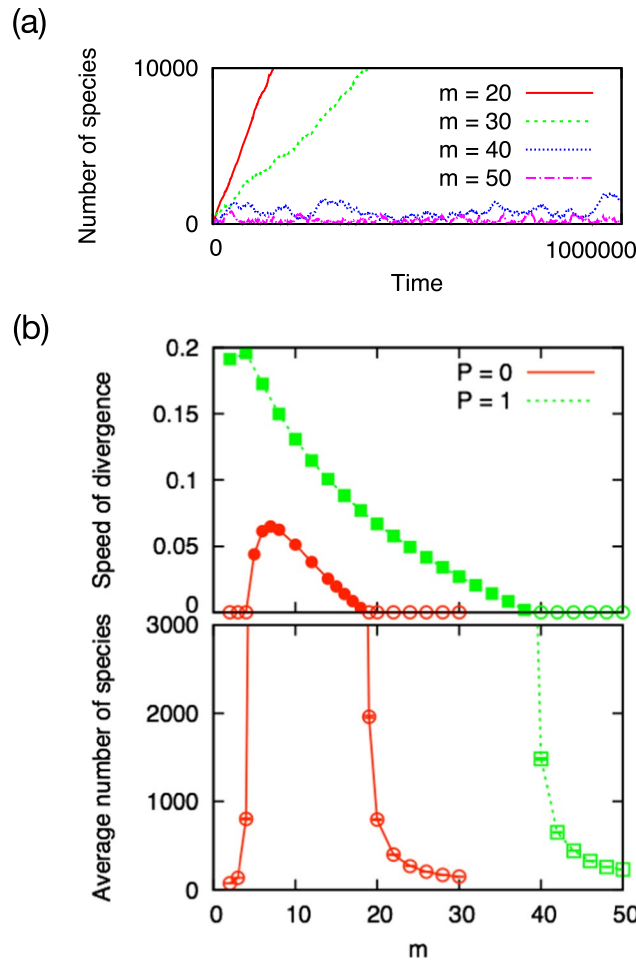 (a)
Number of species
10000
0
m = 20
m = 30
m = 40
m = 50
0
1000000
Time
(b)
Speed of divergence
0.2
0.15
0.1
0.05
0
P = 0
P = 1
Average number of species
3000
2000
1000
0
0
10
20
30
40
50
m